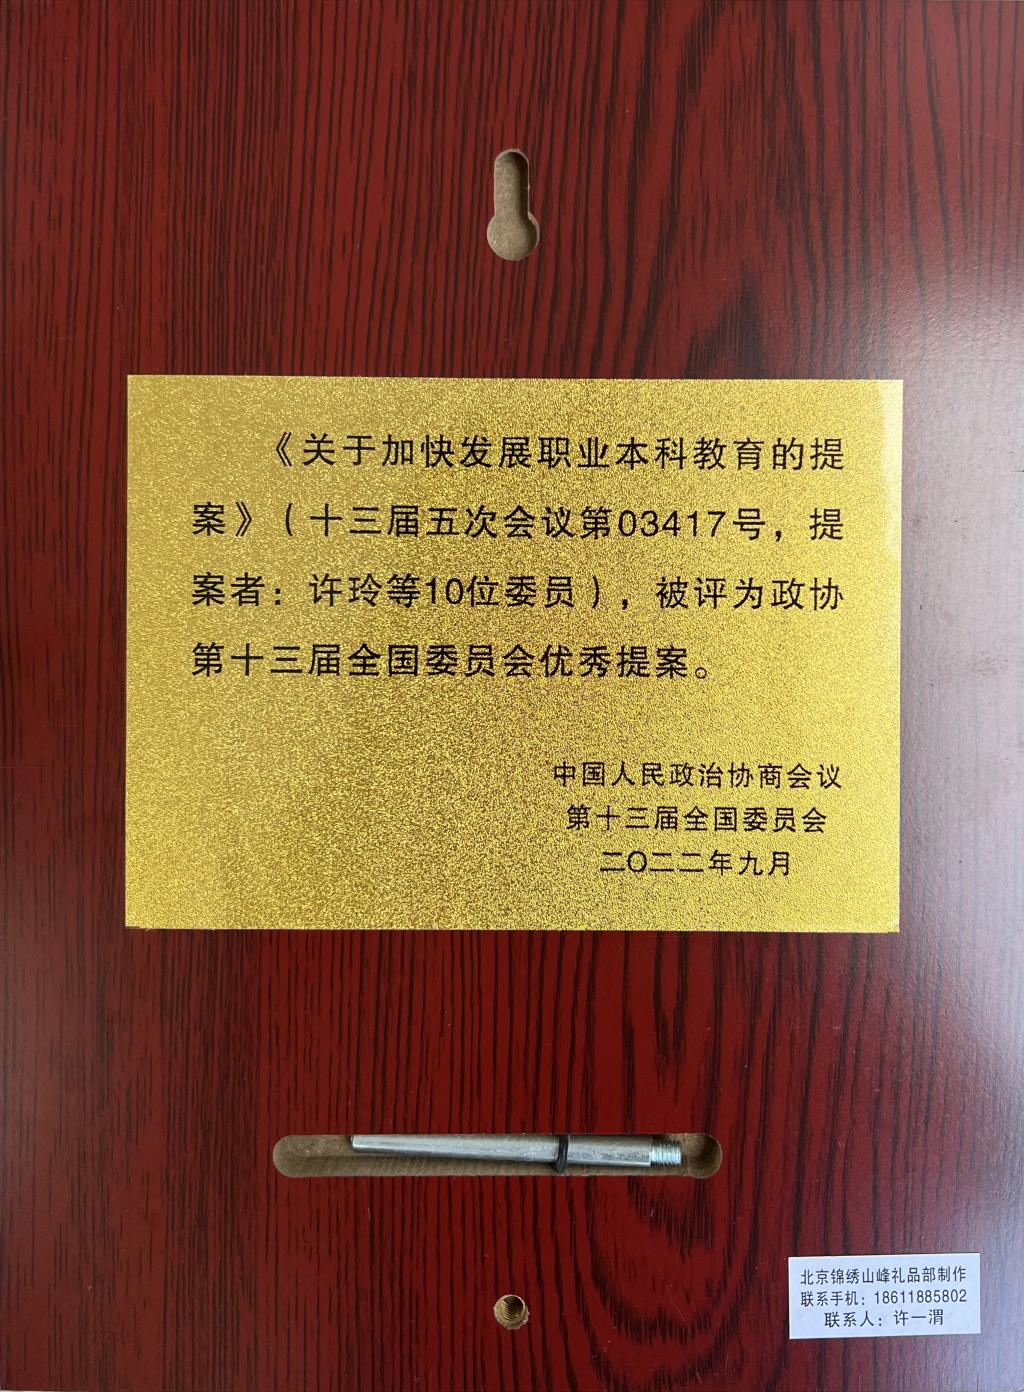 《关于加快发展职业本科教育的提
案》（十三届五次会议第03417号，提
案者：许玲等10位委员），被评为政协
第十三届全国委员会优秀提案。
中国人民政治协商会议
第十三届全国委员会
二〇二二年九月
北京锦绣山峰礼品部制作
联系手机：18611885802
联系人：许一渭